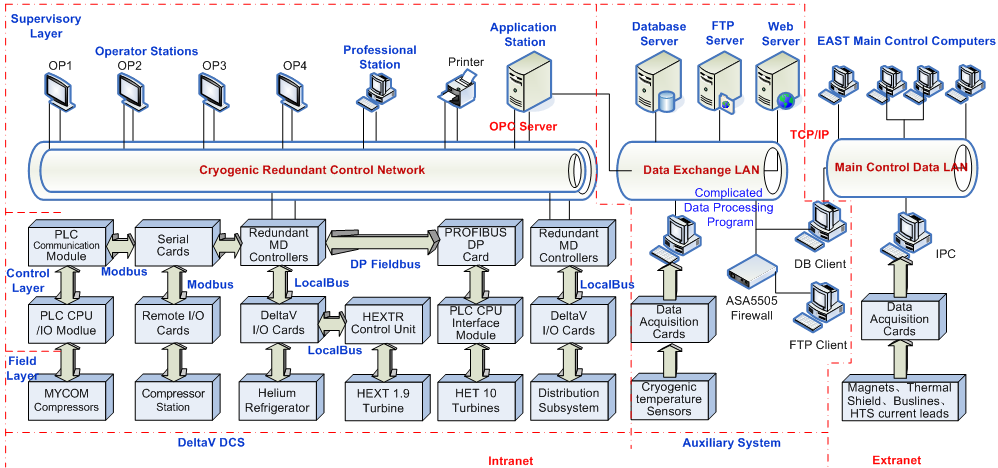 Supervisory
Layer
Operator Stations
OP1
OP2
OP3
OP4
Professional
Station
Printer
Application
Station
OPC Server
Database
Server
FTP
Server
Web
Server
EAST Main Control Computers
TCP/IP
Cryogenic Redundant Control Network
Data Exchange LAN
Main Control Data LAN
Complicated
Data Processing
Program
PLC
Communication
Module
Modbus
Serial
Cards
Redundant
MD
Controllers
DP Fieldbus
PROFIBUS
DP
Card
Redundant
MD
Controllers
DB Client
IPC
Control
Layer
Modbus
LocalBus
LocalBus
ASA5505
Firewall
FTP Client
PLC CPU
/IO Modlue
Remote I/O
Cards
DeltaV
I/O Cards
LocalBus
HEXTR
Control Unit
PLC CPU
Interface
Module
DeltaV
I/O Cards
Data
Acquisition
Cards
Data
Acquisition
Cards
Field
Layer
MYCOM
Compressors
Compressor
Station
Helium
Refrigerator
HEXT 1.9
Turbine
HET 10
Turbines
Distribution
Subsystem
Cryogenic
temperature
Sensors
Magnets、Thermal
Shield、Buslines、
HTS current leads
DeltaV DCS
Auxiliary System
Intranet
Extranet